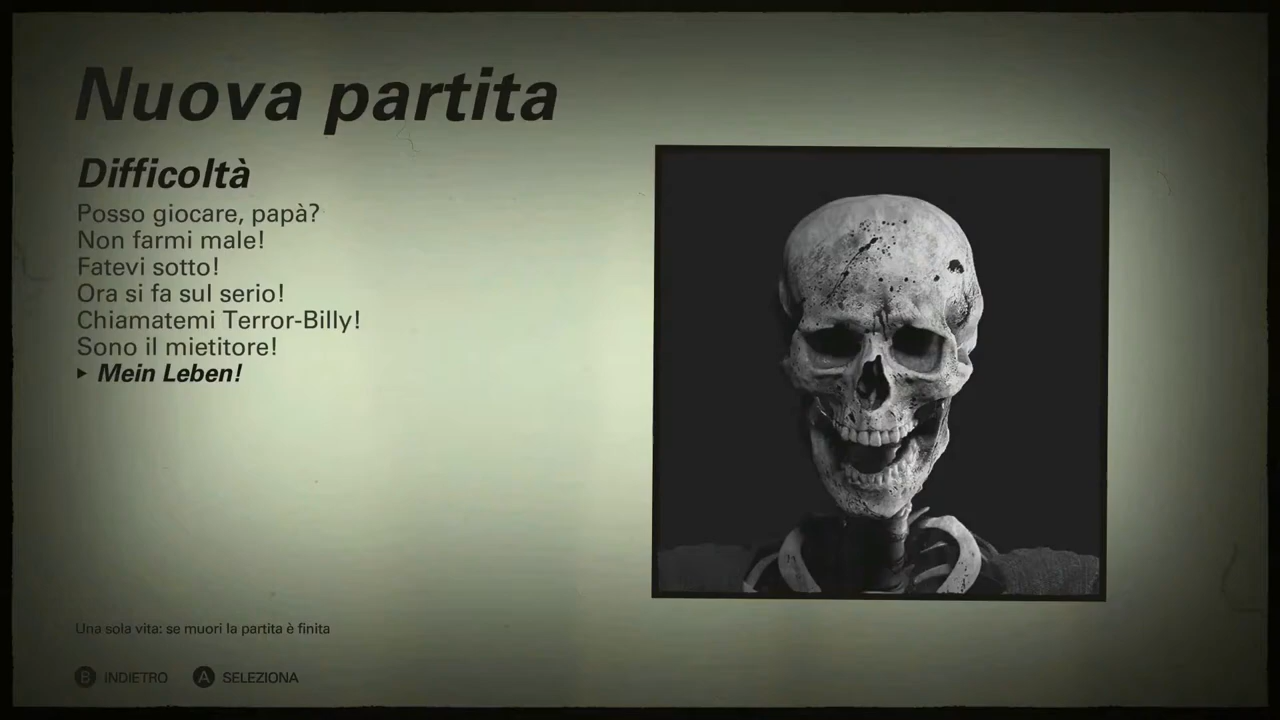 Nuova partita
Difficoltà
Posso giocare, papà?
Non farmi male!
Fatevi sotto!
Ora si fa sul serio!
Chiamatemi Terror-Billy!
Sono il mietitore!
Mein Leben!
Una sola vita: se muori la partita è finita
B INDIETRO A SELEZIONA